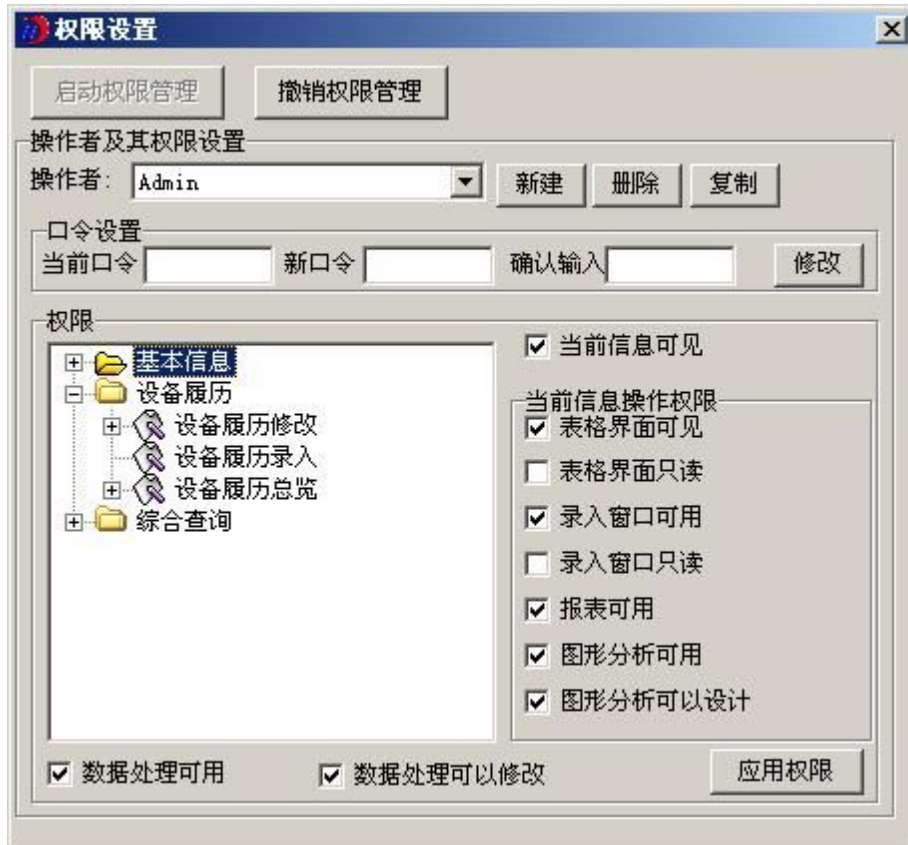 权限设置
启动权限管理 撤销权限管理
操作者及其权限设置
操作者: Admin 新建 删除 复制
口令设置
当前口令 新口令 确认输入 修改
权限
基本信息
设备履历
设备履历修改
设备履历录入
设备履历总览
综合查询
当前信息可见
当前信息操作权限
表格界面可见
表格界面只读
录入窗口可用
录入窗口只读
报表可用
图形分析可用
图形分析可以设计
数据处理可用 数据处理可以修改 应用权限